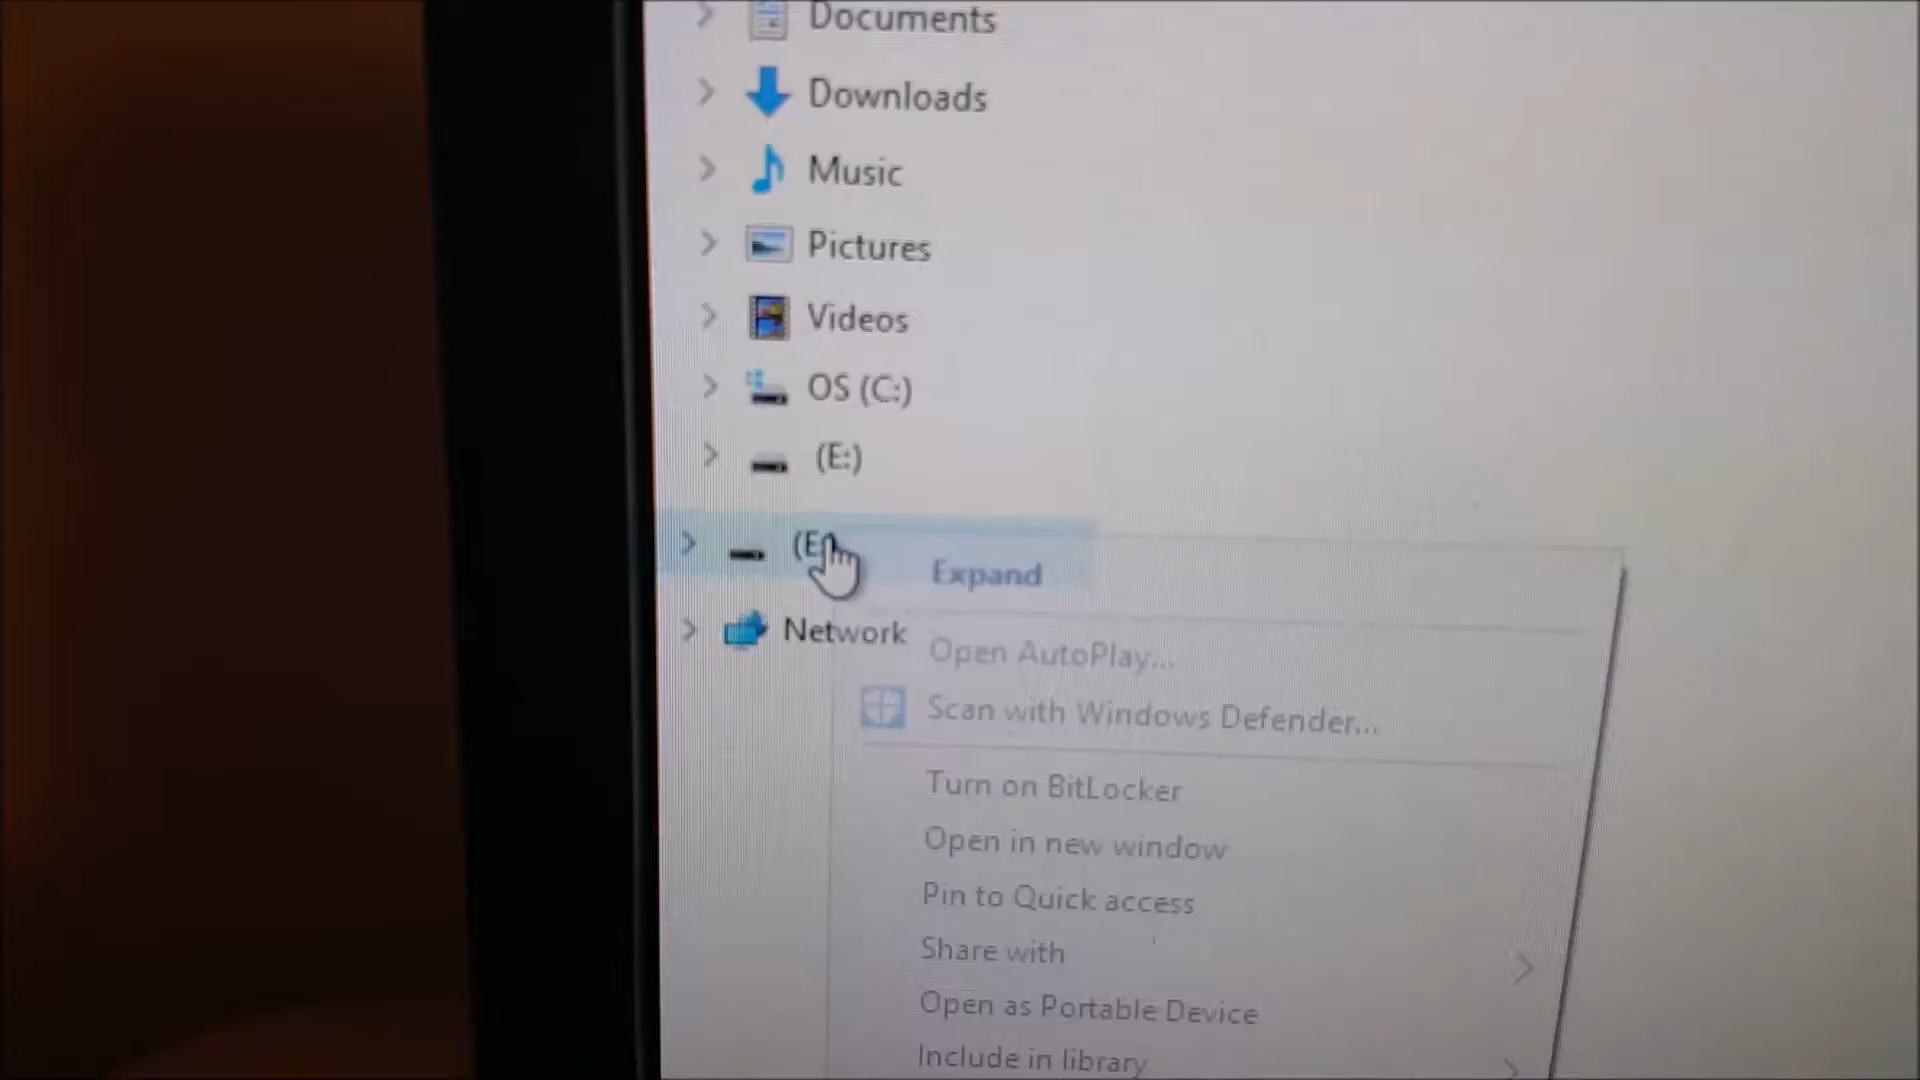 Documents
Downloads
Music
Pictures
Videos
OS (C:)
(E:)
(E
Expand
Network
Open AutoPlay...
Scan with Windows Defender...
Turn on BitLocker
Open in new window
Pin to Quick access
Share with
Open as Portable Device
Include in library